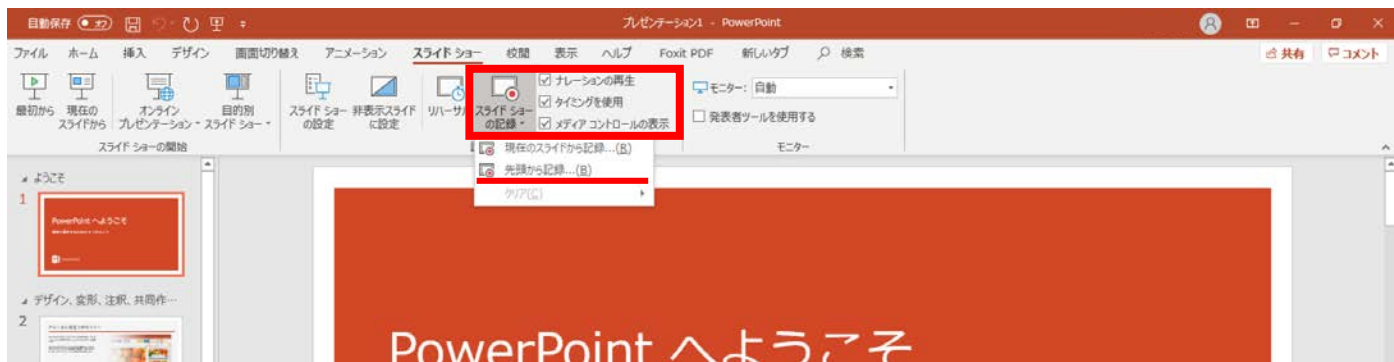 自動保存 オフ プレゼンテーション1 - PowerPoint
ファイル ホーム 挿入 デザイン 画面切り替え アニメーション スライド ショー 校閲 表示 ヘルプ Foxit PDF 新しいタブ 検索 共有 コメント
最初から
現在の
スライドから
オンライン
プレゼンテーション
目的別
スライド ショー
スライド ショーの開始
スライド ショー
の設定
非表示スライド
に設定
リハーサル
スライド ショー
の記録
ナレーションの再生
タイミングを使用
メディア コントロールの表示
モニター: 自動
発表者ツールを使用する
モニター
現在のスライドから記録...(R)
先頭から記録...(B)
クリア(C)
ようこそ
1
PowerPoint へようこそ
デザイン、変形、注釈、共同作…
2
PowerPoint へようこそ